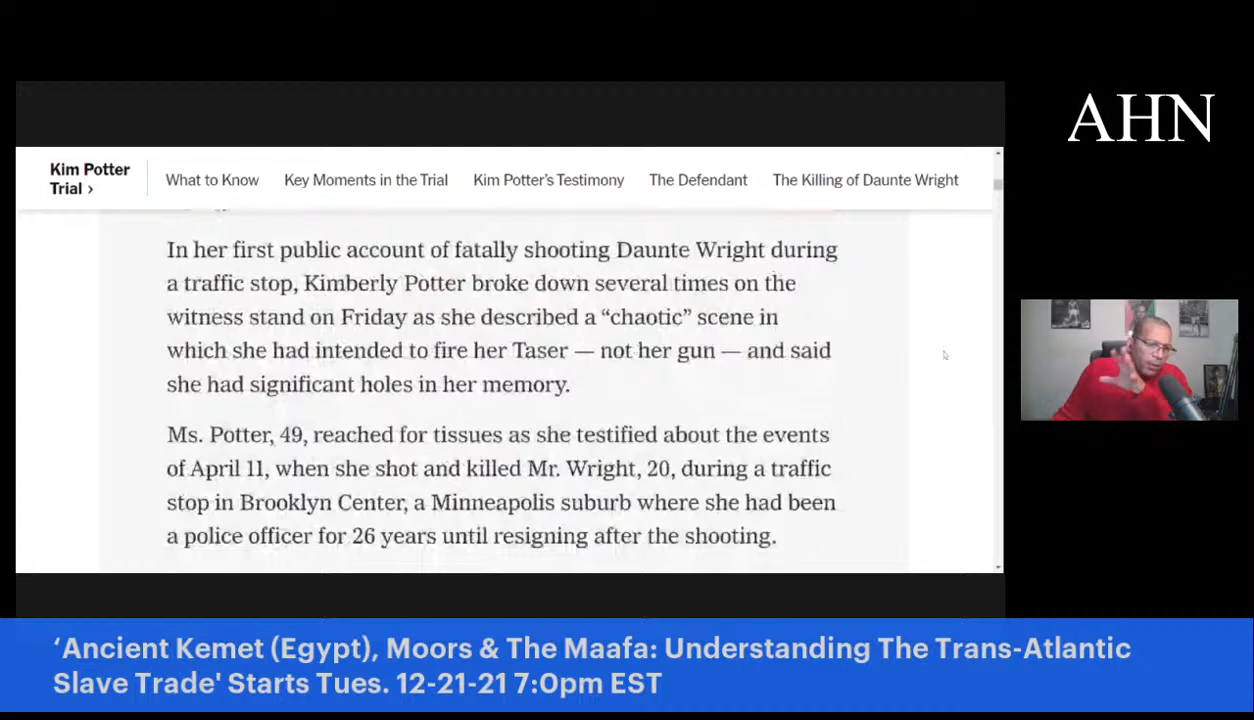 AHN
Kim Potter
Trial ›
What to Know
Key Moments in the Trial
Kim Potter's Testimony
The Defendant
The Killing of Daunte Wright
In her first public account of fatally shooting Daunte Wright during
a traffic stop, Kimberly Potter broke down several times on the
witness stand on Friday as she described a “chaotic” scene in
which she had intended to fire her Taser — not her gun — and said
she had significant holes in her memory.
Ms. Potter, 49, reached for tissues as she testified about the events
of April 11, when she shot and killed Mr. Wright, 20, during a traffic
stop in Brooklyn Center, a Minneapolis suburb where she had been
a police officer for 26 years until resigning after the shooting.
‘Ancient Kemet (Egypt), Moors & The Maafa: Understanding The Trans-Atlantic
Slave Trade' Starts Tues. 12-21-21 7:0pm EST